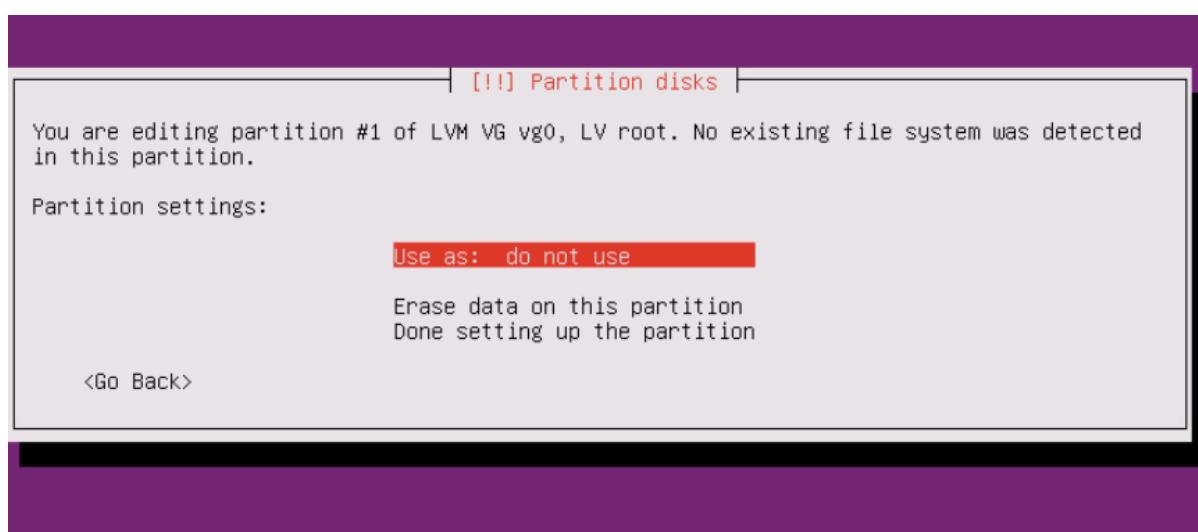 [!!] Partition disks
You are editing partition #1 of LVM VG vg0, LV root. No existing file system was detected
in this partition.
Partition settings:
Use as:  do not use
Erase data on this partition
Done setting up the partition
<Go Back>